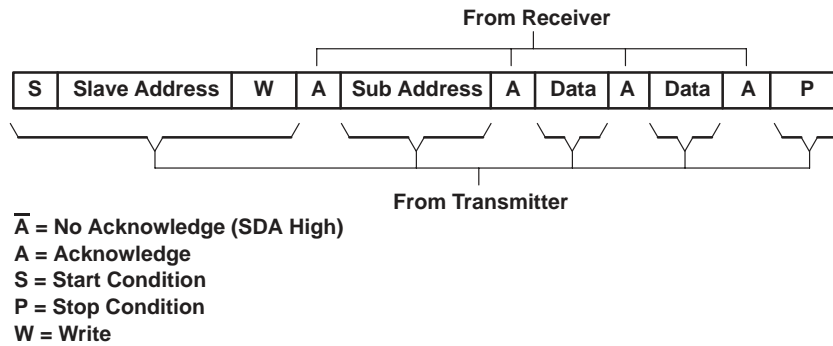 From Receiver
S Slave Address W A Sub Address A Data A Data A P
From Transmitter
A̅ = No Acknowledge (SDA High)
A = Acknowledge
S = Start Condition
P = Stop Condition
W = Write